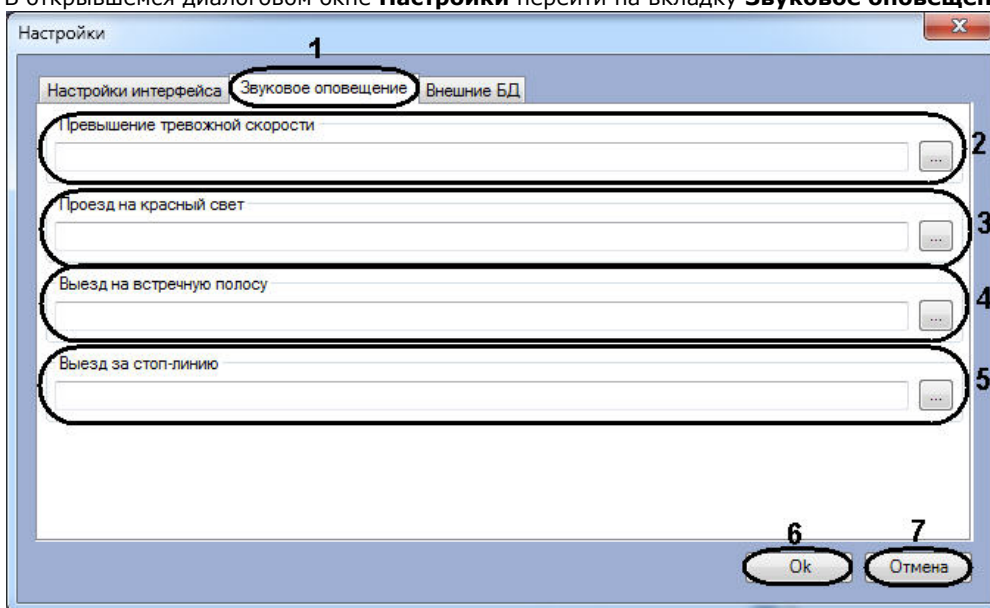 В открывшемся диалоговом окне Настройки перейти на вкладку Звуковое
Настройки
1
Настройки интерфейса Звуковое оповещение Внешние БД
Превышение тревожной скорости
... 2
Проезд на красный свет
... 3
Выезд на встречную полосу
... 4
Выезд за стоп-линию
... 5
6 7
Ok Отмена